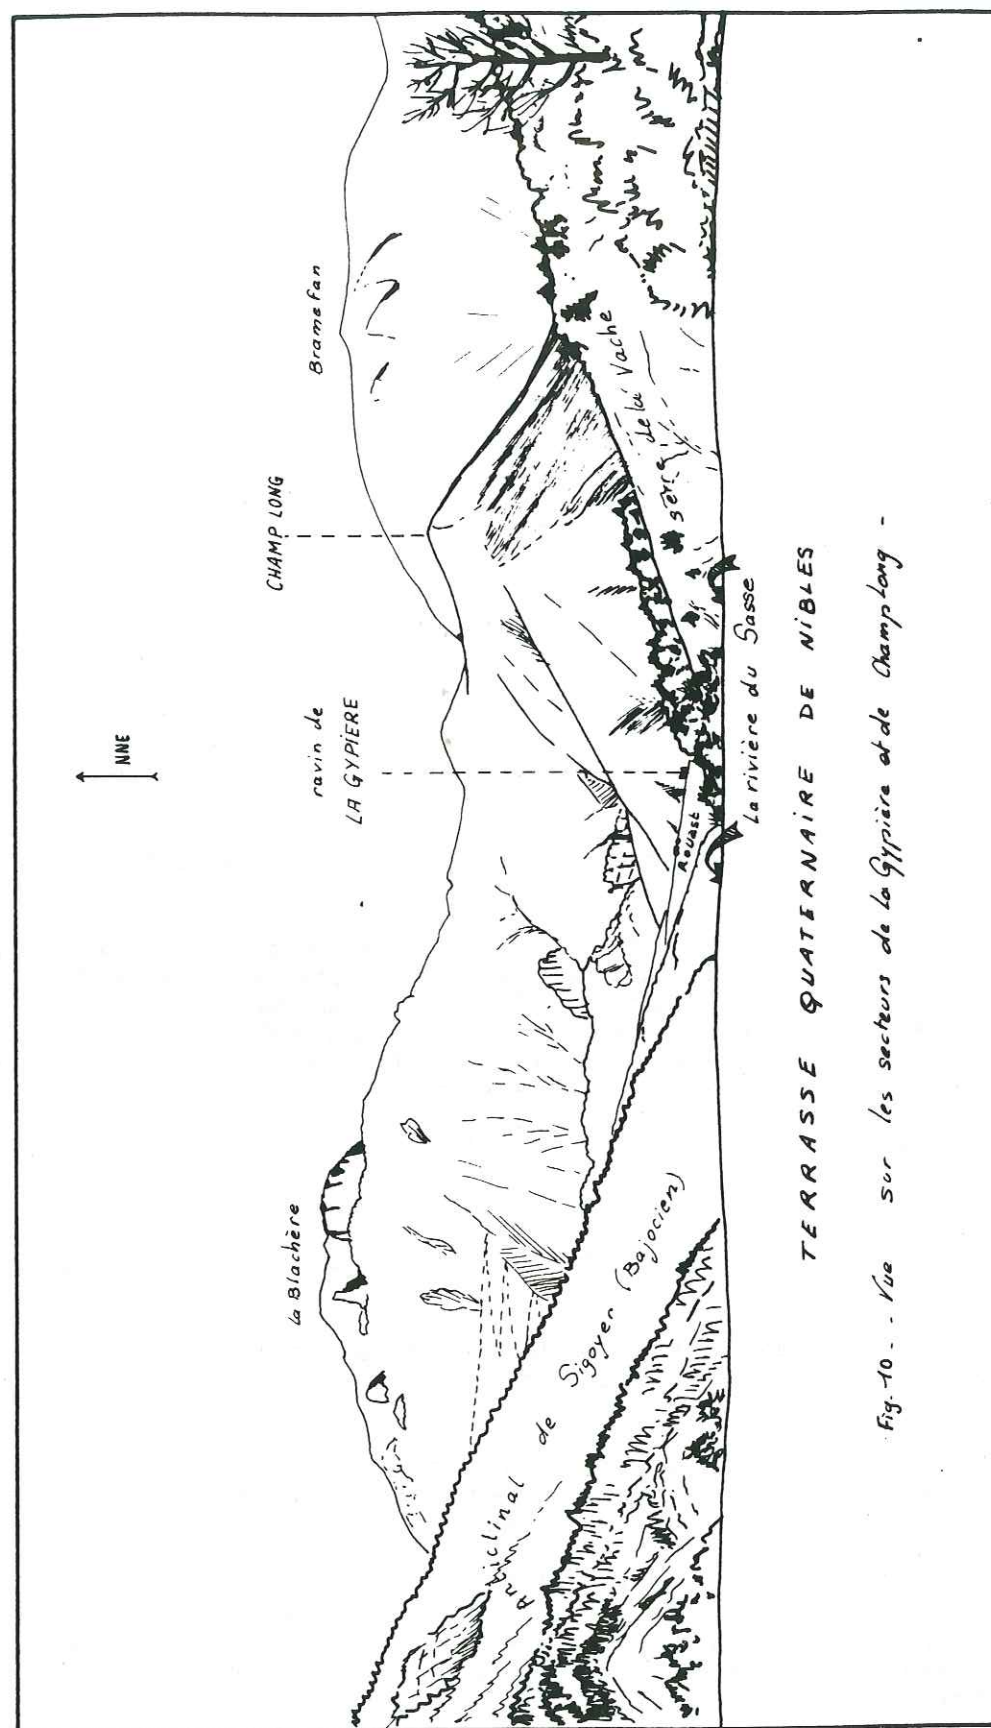 NNE
la Blachère
ravin de
LA GYPIERE
CHAMP LONG
Bramefan
Anticlinal de Sigoyer (Bajocien)
Rouast
Série de la Vache
La rivière du Sasse
TERRASSE QUATERNAIRE DE NIBLES
Fig-10 - - Vue sur les secteurs de la Gypière et de Champlong -